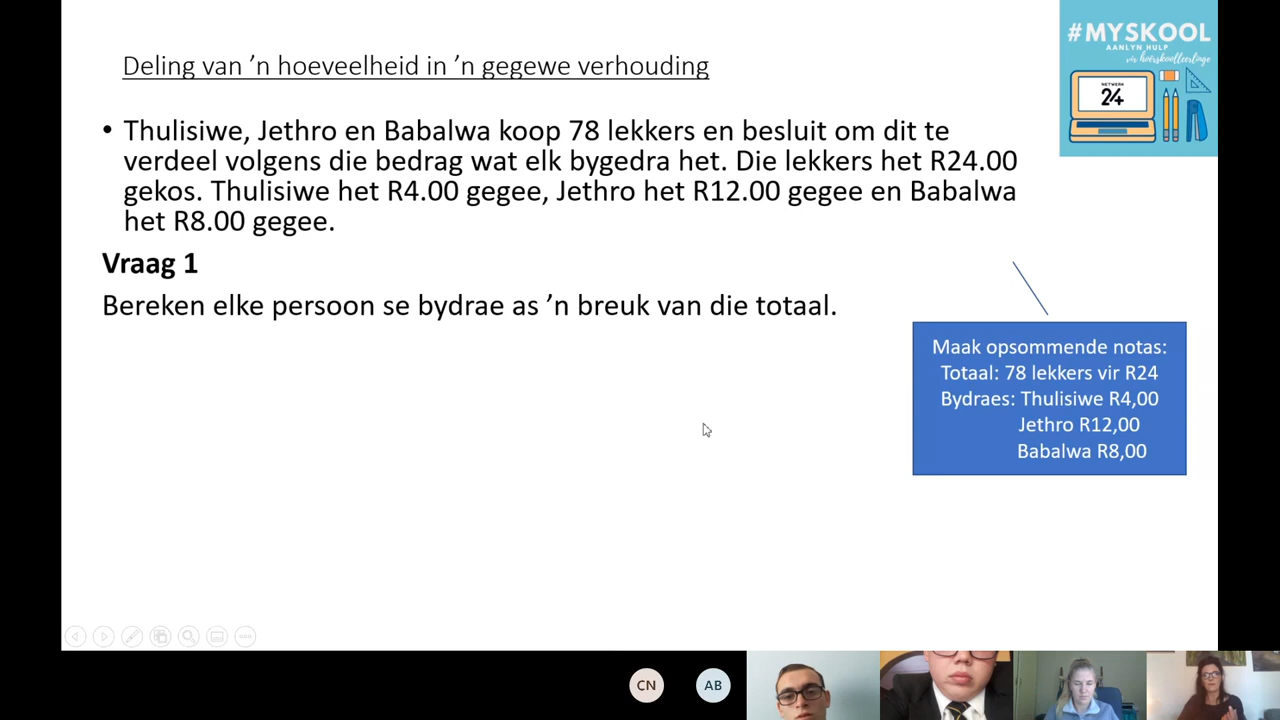 Deling van ’n hoeveelheid in ’n gegewe verhouding
#MYSKOOL
AANLYN HULP
vir hoërskoolleerlinge
NETWERK
24
• Thulisiwe, Jethro en Babalwa koop 78 lekkers en besluit om dit te
verdeel volgens die bedrag wat elk bygedra het. Die lekkers het R24.00
gekos. Thulisiwe het R4.00 gegee, Jethro het R12.00 gegee en Babalwa
het R8.00 gegee.
Vraag 1
Bereken elke persoon se bydrae as ’n breuk van die totaal.
Maak opsommende notas:
Totaal: 78 lekkers vir R24
Bydraes: Thulisiwe R4,00
Jethro R12,00
Babalwa R8,00
CN
AB